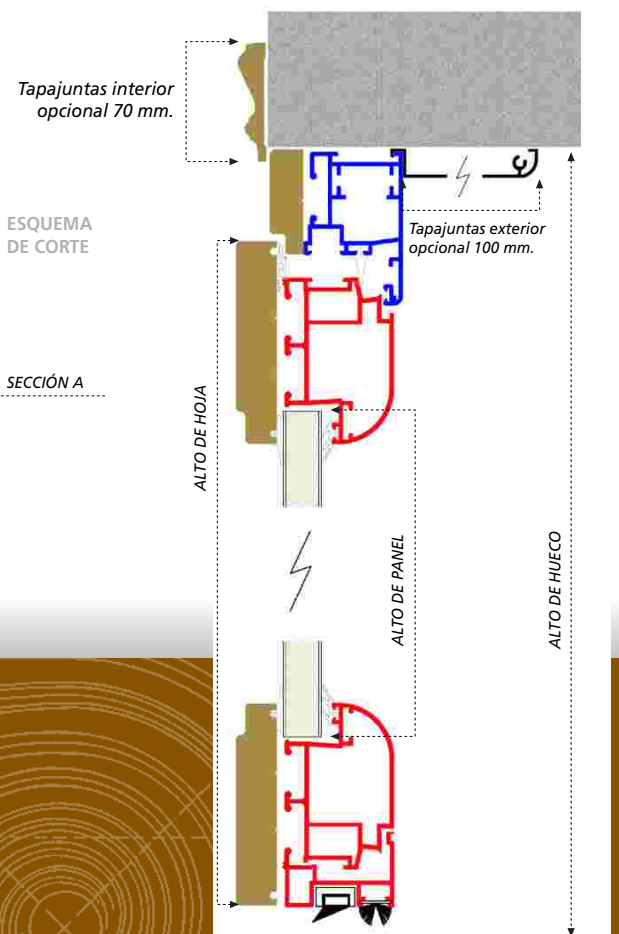 Tapajuntas interior
opcional 70 mm.
ESQUEMA
DE CORTE
Tapajuntas exterior
opcional 100 mm.
SECCIÓN A
ALTO DE HOJA
ALTO DE PANEL
ALTO DE HUECO